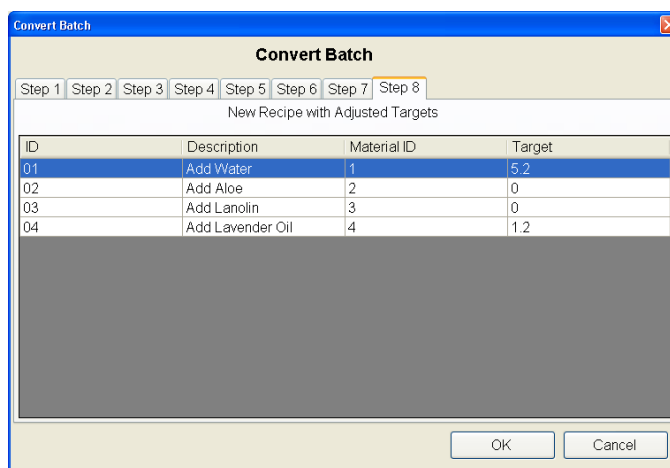 Convert Batch
Convert Batch
Step 1 Step 2 Step 3 Step 4 Step 5 Step 6 Step 7 Step 8
New Recipe with Adjusted Targets
ID Description Material ID Target
01 Add Water 1 5.2
02 Add Aloe 2 0
03 Add Lanolin 3 0
04 Add Lavender Oil 4 1.2
OK Cancel